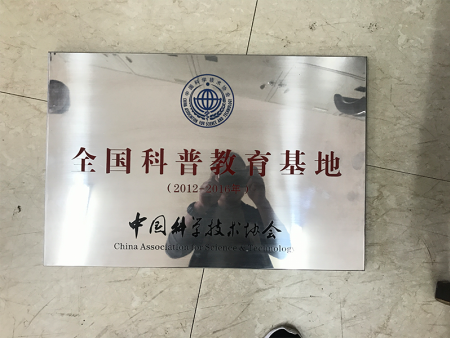 全国科普教育基地
(2012-2016年)
中国科学技术协会
China Association for Science and Technology